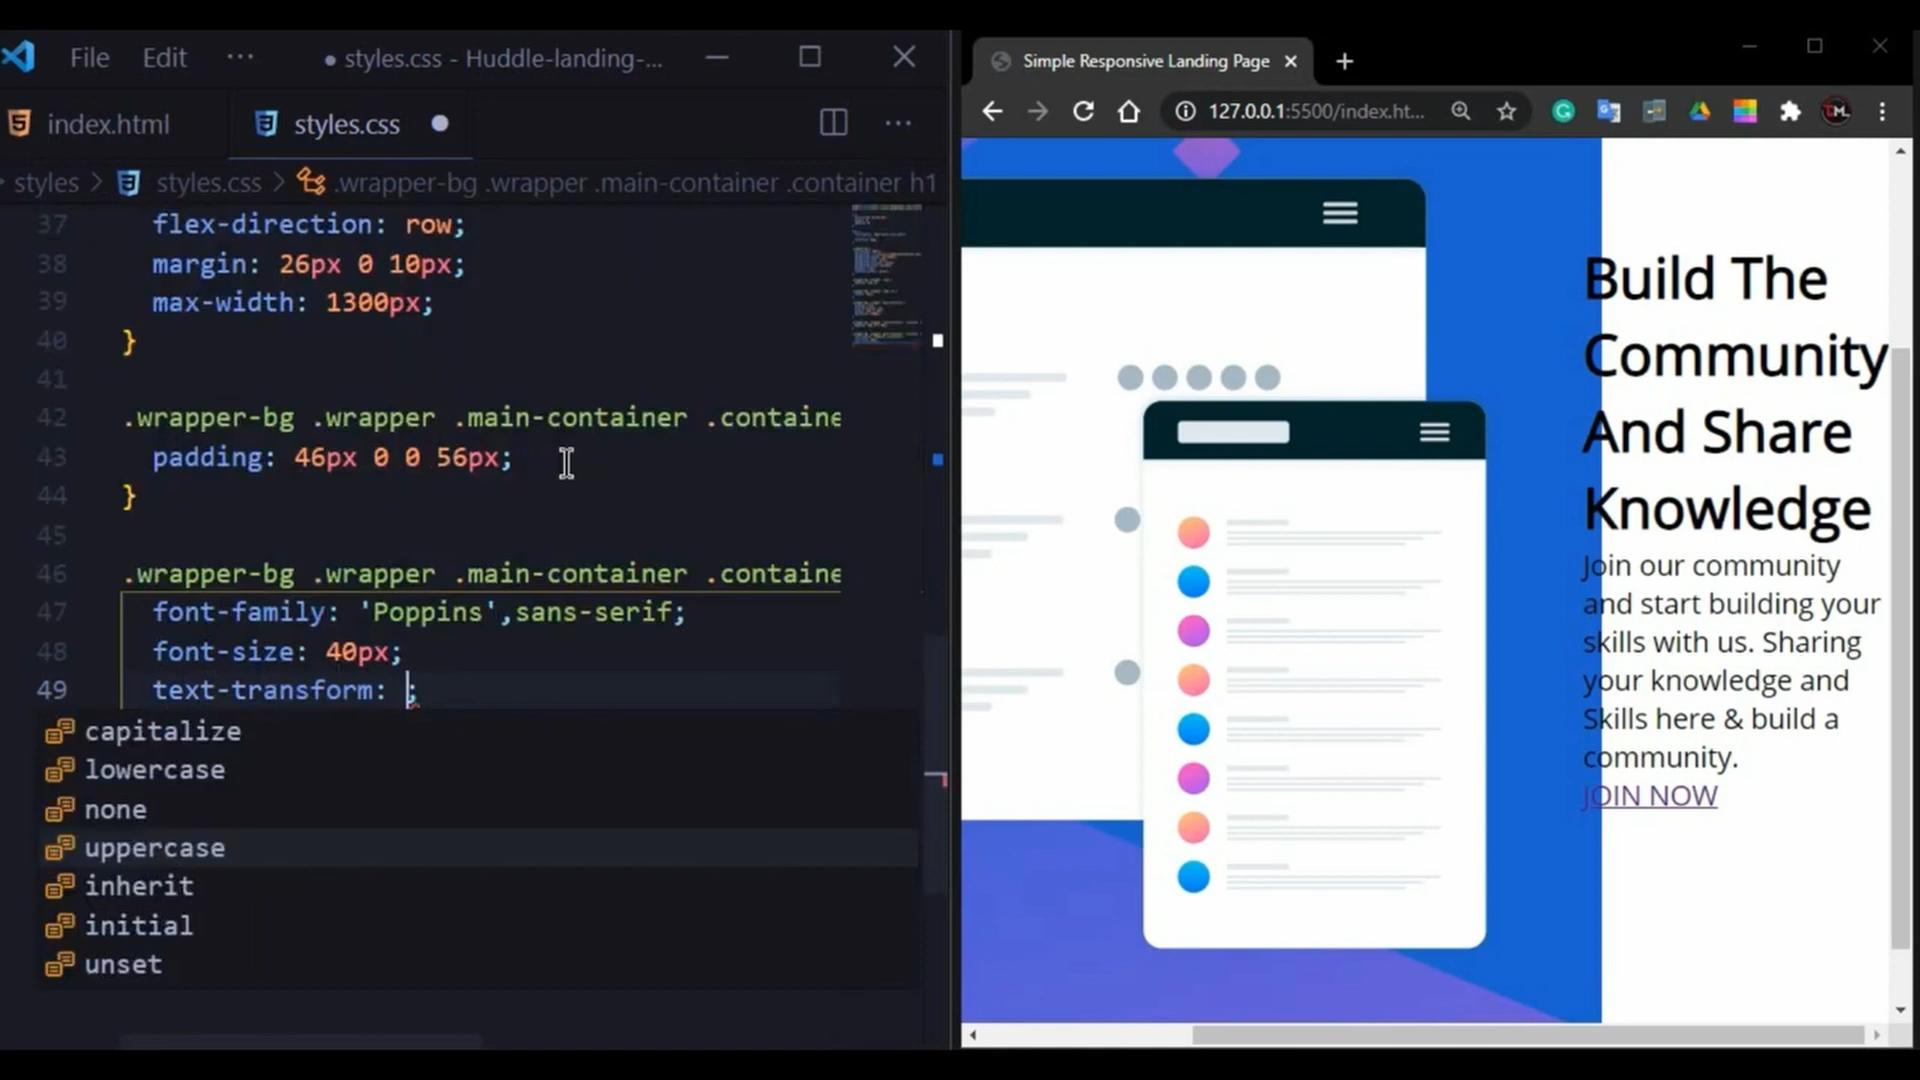 File Edit ··· ● styles.css - Huddle-landing-...
index.html styles.css ●
> styles > styles.css > .wrapper-bg .wrapper .main-container .container h1
37 flex-direction: row;
38 margin: 26px 0 10px;
39 max-width: 1300px;
40 }
41
42 .wrapper-bg .wrapper .main-container .containe
43 padding: 46px 0 0 56px;
44 }
45
46 .wrapper-bg .wrapper .main-container .containe
47 font-family: 'Poppins',sans-serif;
48 font-size: 40px;
49 text-transform: ;
capitalize
lowercase
none
uppercase
inherit
initial
unset
Simple Responsive Landing Page
127.0.0.1:5500/index.ht...
TML
Build The
Community
And Share
Knowledge
Join our community
and start building your
skills with us. Sharing
your knowledge and
Skills here & build a
community.
JOIN NOW